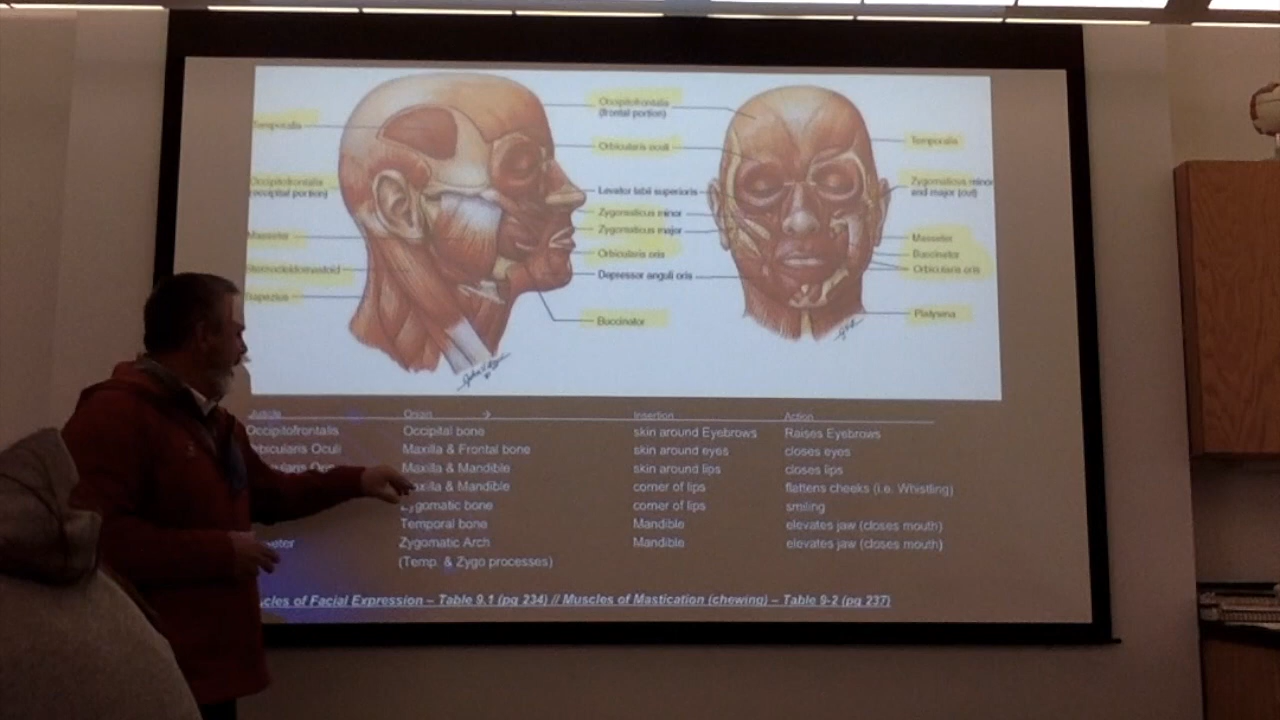 Temporalis
Occipitofrontalis
(occipital portion)
Masseter
Sternocleidomastoid
Trapezius
Occipitofrontalis
(frontal portion)
Orbicularis oculi
Levator labii superioris
Zygomaticus minor
Zygomaticus major
Orbicularis oris
Depressor anguli oris
Buccinator
Temporalis
Zygomaticus minor
and major (cut)
Masseter
Buccinator
Orbicularis oris
Platysma
Muscle Origin → Insertion Action
Occipitofrontalis Occipital bone skin around Eyebrows Raises Eyebrows
Orbicularis Oculi Maxilla & Frontal bone skin around eyes closes eyes
Maxilla & Mandible skin around lips closes lips
& Mandible corner of lips flattens cheeks (i.e. Whistling)
Zygomatic bone corner of lips smiling
Temporal bone Mandible elevates jaw (closes mouth)
Zygomatic Arch Mandible elevates jaw (closes mouth)
(Temp. & Zygo processes)
of Facial Expression – Table 9.1 (pg 234) // Muscles of Mastication (chewing) – Table 9-2 (pg 237)